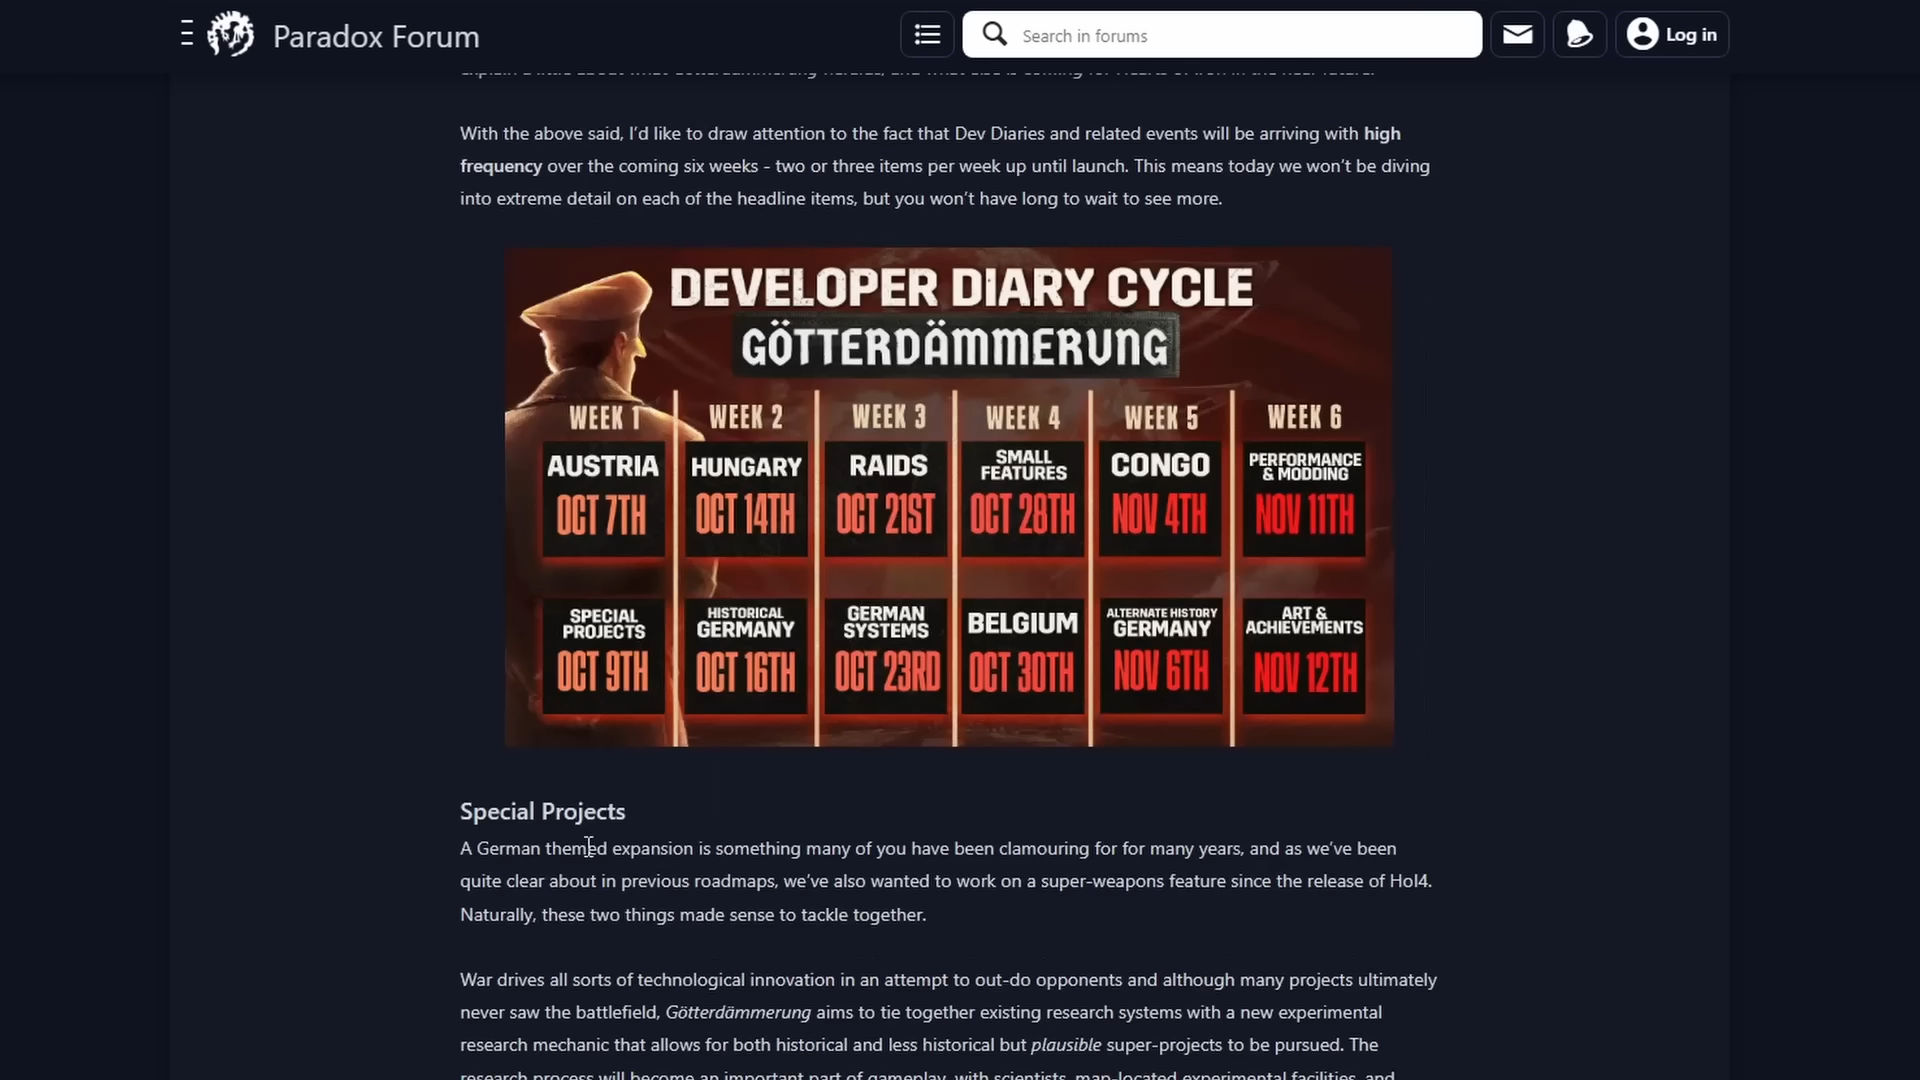 Paradox Forum
Search in forums
Log in
With the above said, I’d like to draw attention to the fact that Dev Diaries and related events will be arriving with high
frequency over the coming six weeks - two or three items per week up until launch. This means today we won’t be diving
into extreme detail on each of the headline items, but you won’t have long to wait to see more.
DEVELOPER DIARY CYCLE
GÖTTERDÄMMERUNG
WEEK 1 WEEK 2 WEEK 3 WEEK 4 WEEK 5 WEEK 6
AUSTRIA
OCT 7TH
HUNGARY
OCT 14TH
RAIDS
OCT 21ST
SMALL
FEATURES
OCT 28TH
CONGO
NOV 4TH
PERFORMANCE
& MODDING
NOV 11TH
SPECIAL
PROJECTS
OCT 9TH
HISTORICAL
GERMANY
OCT 16TH
GERMAN
SYSTEMS
OCT 23RD
BELGIUM
OCT 30TH
ALTERNATE HISTORY
GERMANY
NOV 6TH
ART &
ACHIEVEMENTS
NOV 12TH
Special Projects
A German themed expansion is something many of you have been clamouring for for many years, and as we’ve been
quite clear about in previous roadmaps, we’ve also wanted to work on a super-weapons feature since the release of HoI4.
Naturally, these two things made sense to tackle together.
War drives all sorts of technological innovation in an attempt to out-do opponents and although many projects ultimately
never saw the battlefield, Götterdämmerung aims to tie together existing research systems with a new experimental
research mechanic that allows for both historical and less historical but plausible super-projects to be pursued. The
research process will become an important part of gameplay, with scientists, map-located experimental facilities, and